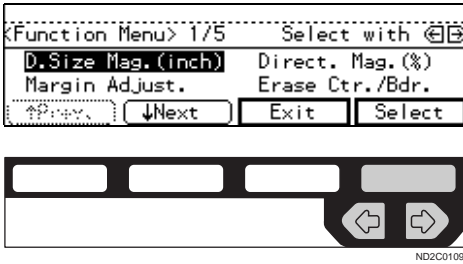 <Function Menu> 1/5 Select with ⊕⊖
D.Size Mag.(inch) Direct. Mag.(%)
Margin Adjust. Erase Ctr./Bdr.
↑Prev. ↓Next Exit Select
ND2C0109